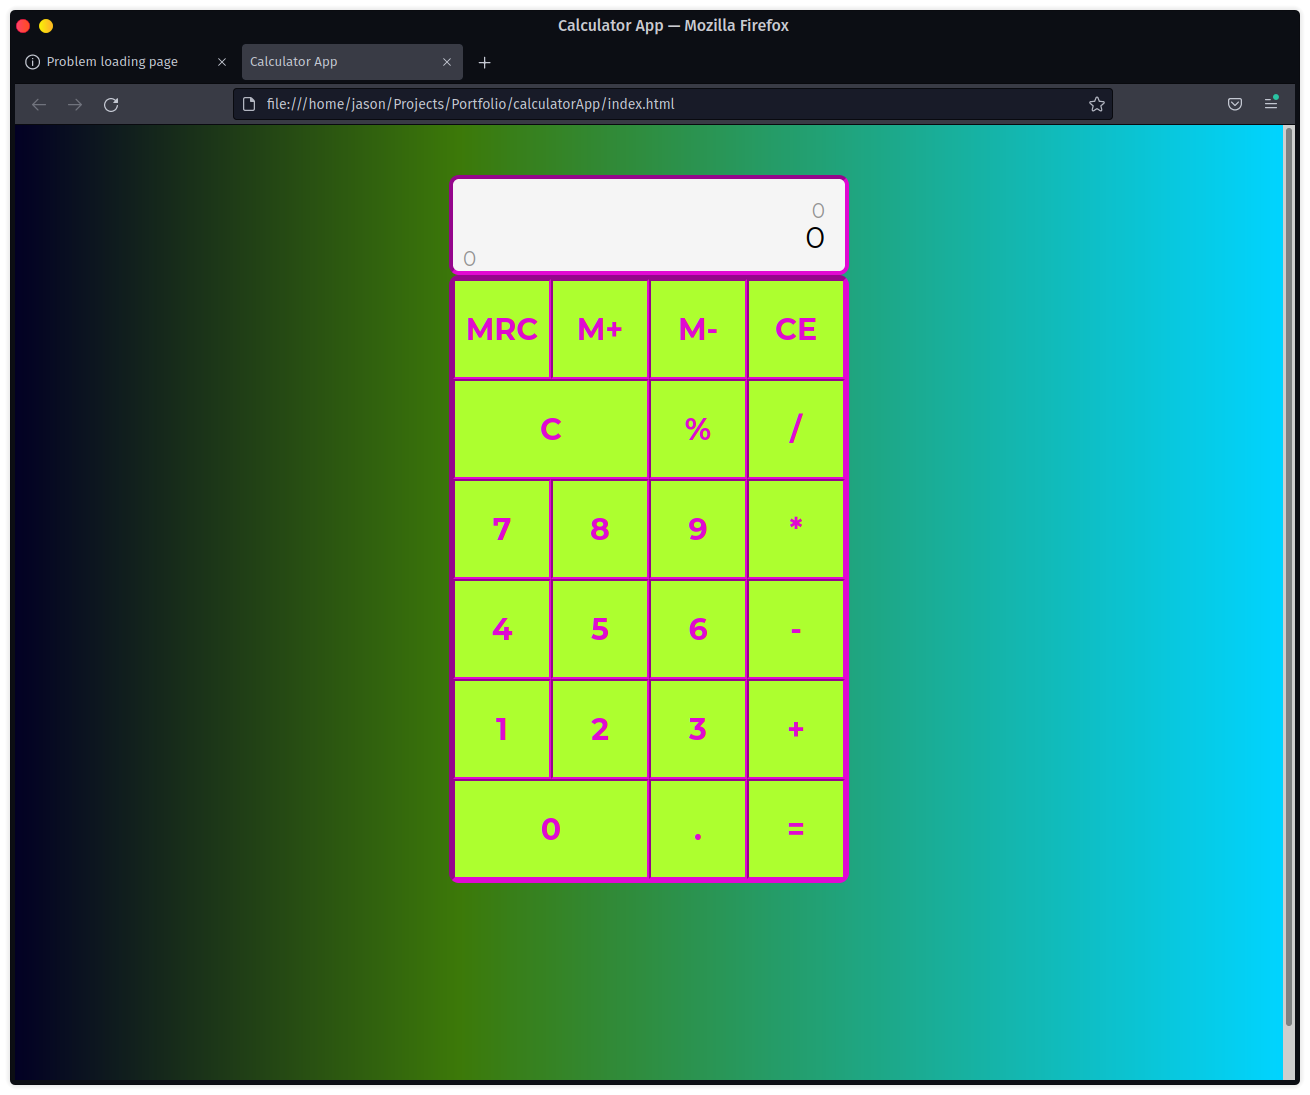 Calculator App — Mozilla Firefox
Problem loading page
Calculator App
file:///home/jason/Projects/Portfolio/calculatorApp/index.html
0
0
0
MRC M+ M- CE
C % /
7 8 9 *
4 5 6 -
1 2 3 +
0 . =